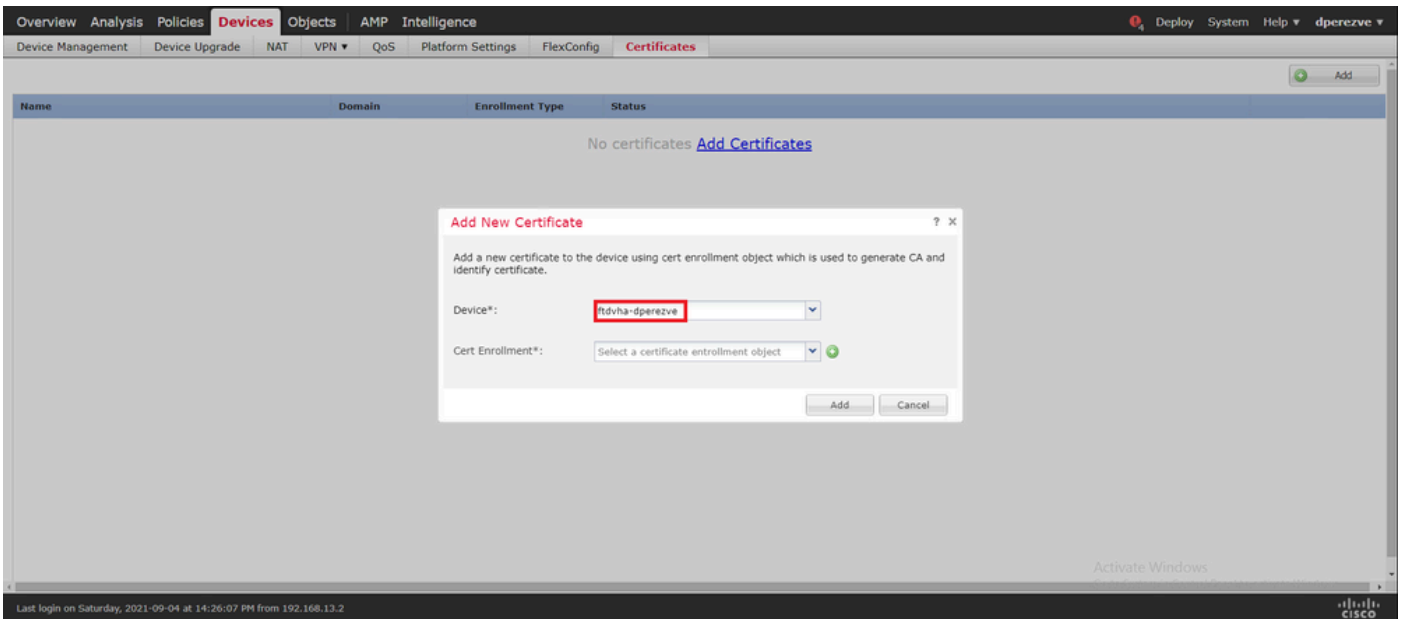 Overview Analysis Policies Devices Objects AMP Intelligence 4 Deploy System Help ▾ dperezve ▾
Device Management Device Upgrade NAT VPN ▾ QoS Platform Settings FlexConfig Certificates
Add
Name Domain Enrollment Type Status
No certificates Add Certificates
Add New Certificate ? ×
Add a new certificate to the device using cert enrollment object which is used to generate CA and
identify certificate.
Device*: ftdvha-dperezve
Cert Enrollment*: Select a certificate entrollment object
Add Cancel
Activate Windows
Last login on Saturday, 2021-09-04 at 14:26:07 PM from 192.168.13.2
CISCO